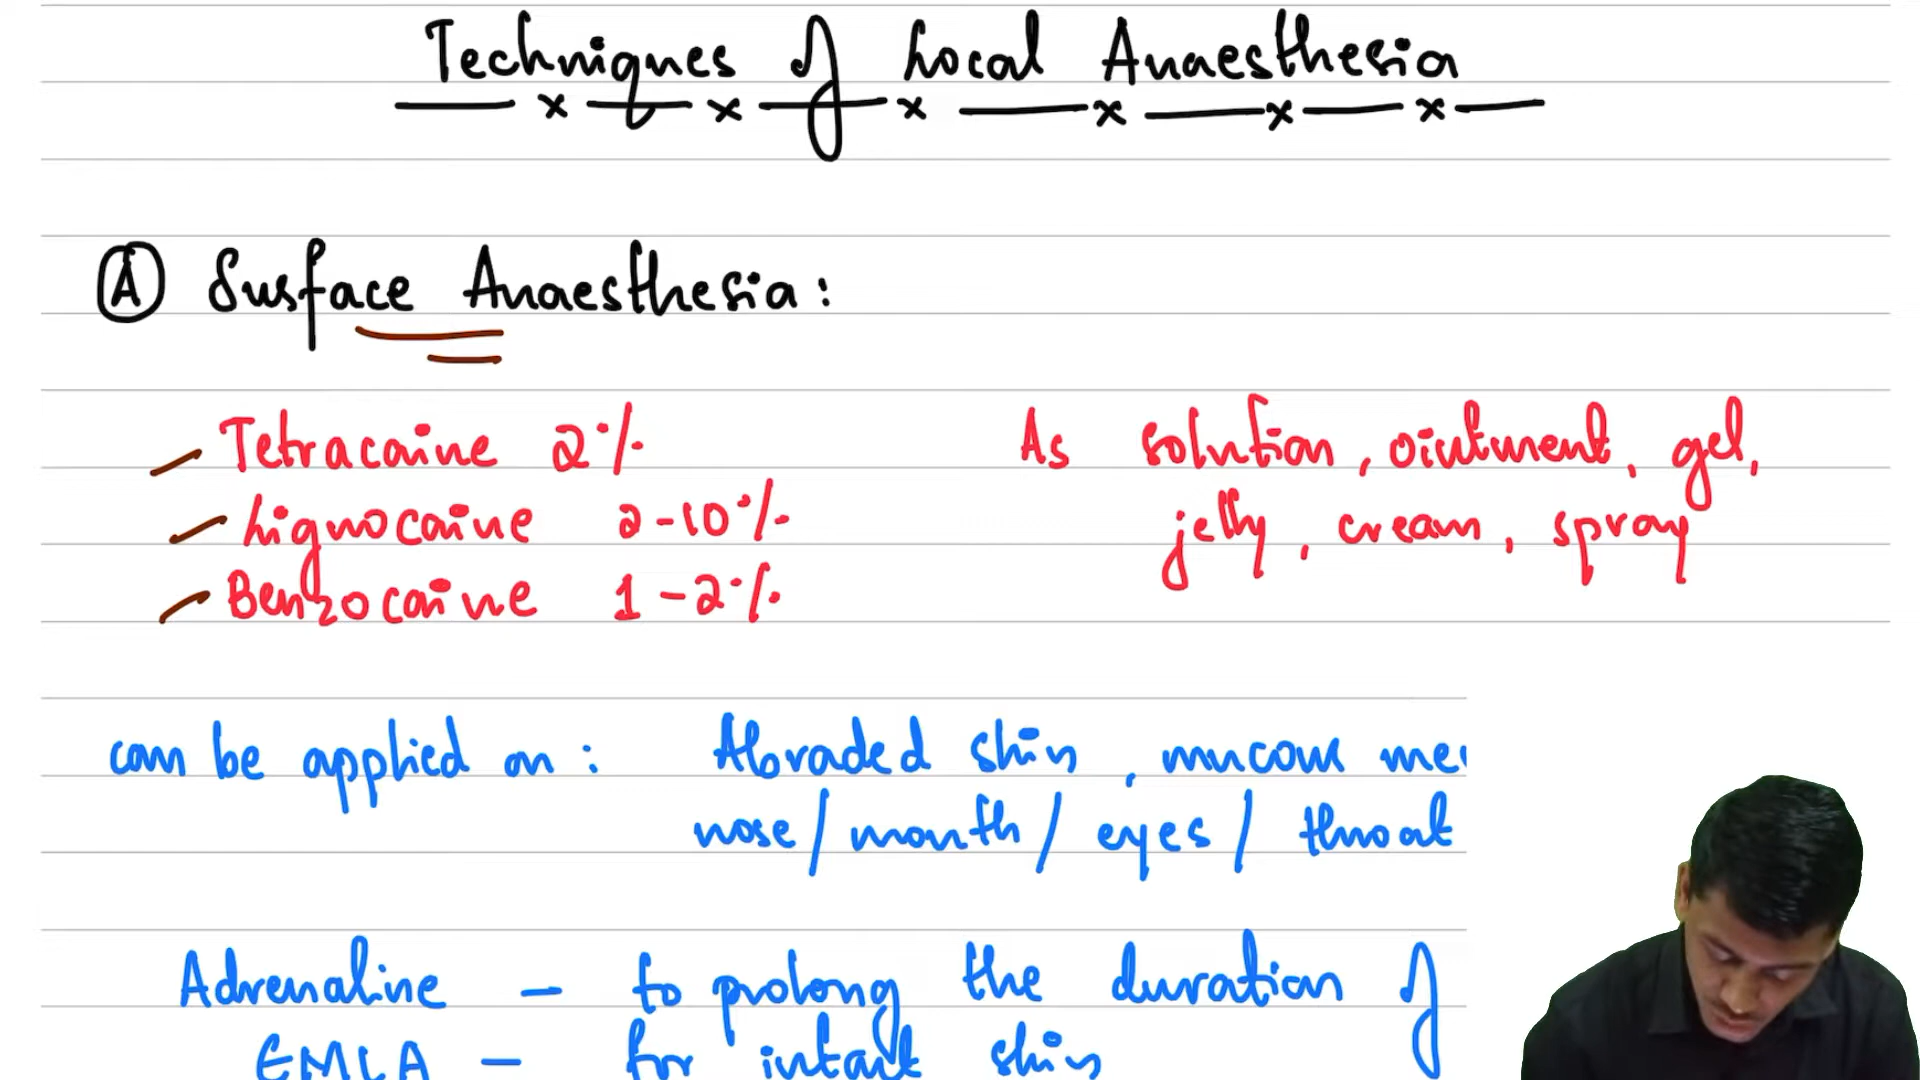 Techniques of Local Anaesthesia
A Surface Anaesthesia:
Tetracaine 2%
Lignocaine 2-10%
Benzocaine 1-2%
As solution, ointment, gel,
jelly, cream, spray
can be applied on: Abraded skin, mucous me
nose/mouth/eyes/throat
Adrenaline - to prolong the duration of
EMLA - for intact skin